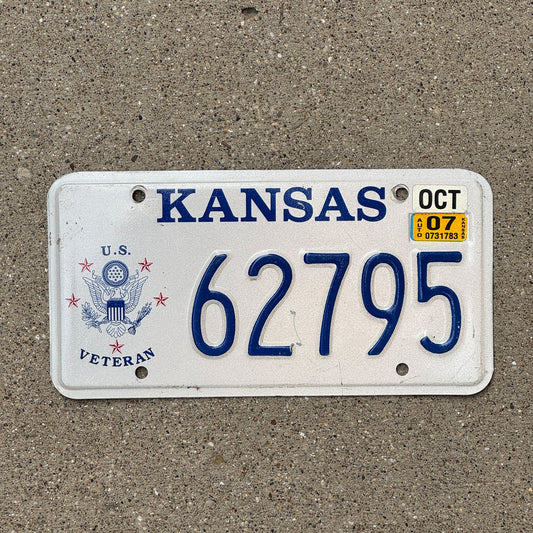 KANSAS
OCT
AUTO 07 KANSAS
0731783
U.S.
62795
VETERAN